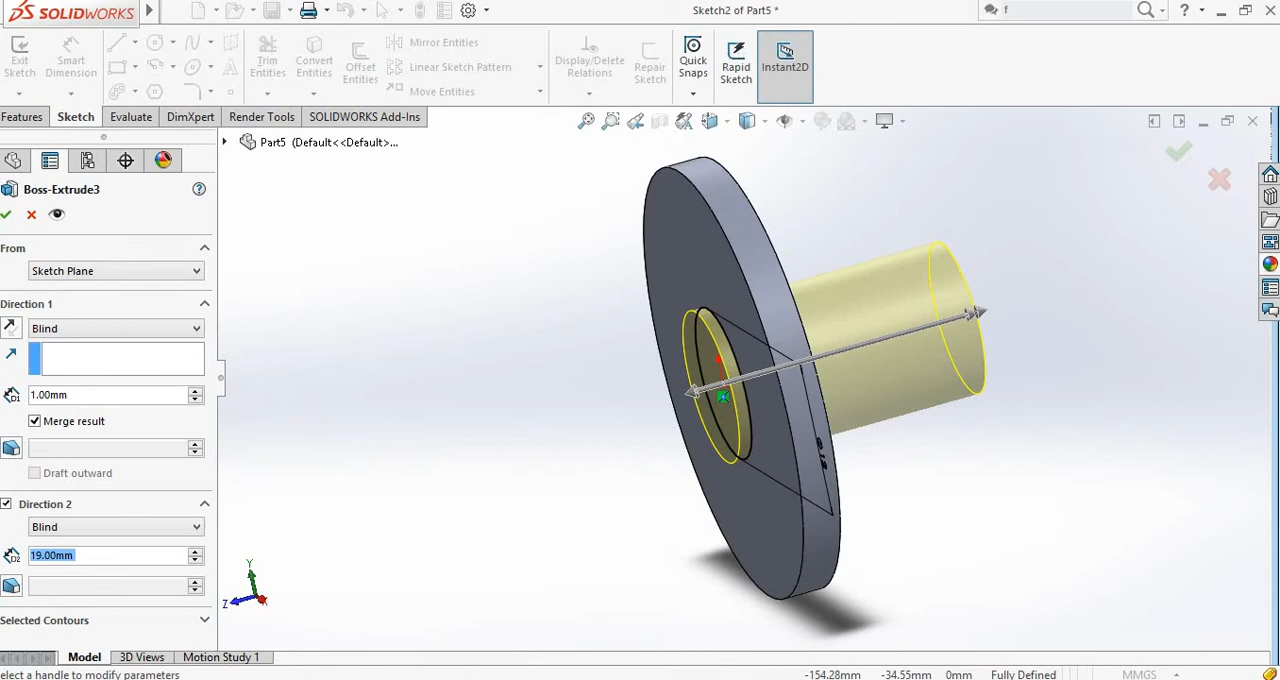 SOLIDWORKS
Sketch2 of Part5 *
f
?
Exit Sketch
Smart Dimension
Trim Entities
Convert Entities
Offset Entities
Mirror Entities
Linear Sketch Pattern
Move Entities
Display/Delete Relations
Repair Sketch
Quick Snaps
Rapid Sketch
Instant2D
Features
Sketch
Evaluate
DimXpert
Render Tools
SOLIDWORKS Add-Ins
Part5 (Default<<Default>...
Boss-Extrude3
?
From
Sketch Plane
Direction 1
Blind
D1
1.00mm
Merge result
Draft outward
Direction 2
Blind
D2
19.00mm
Selected Contours
Y
Z
X
Model
3D Views
Motion Study 1
elect a handle to modify parameters
-154.28mm
-34.55mm
0mm
Fully Defined
MMGS